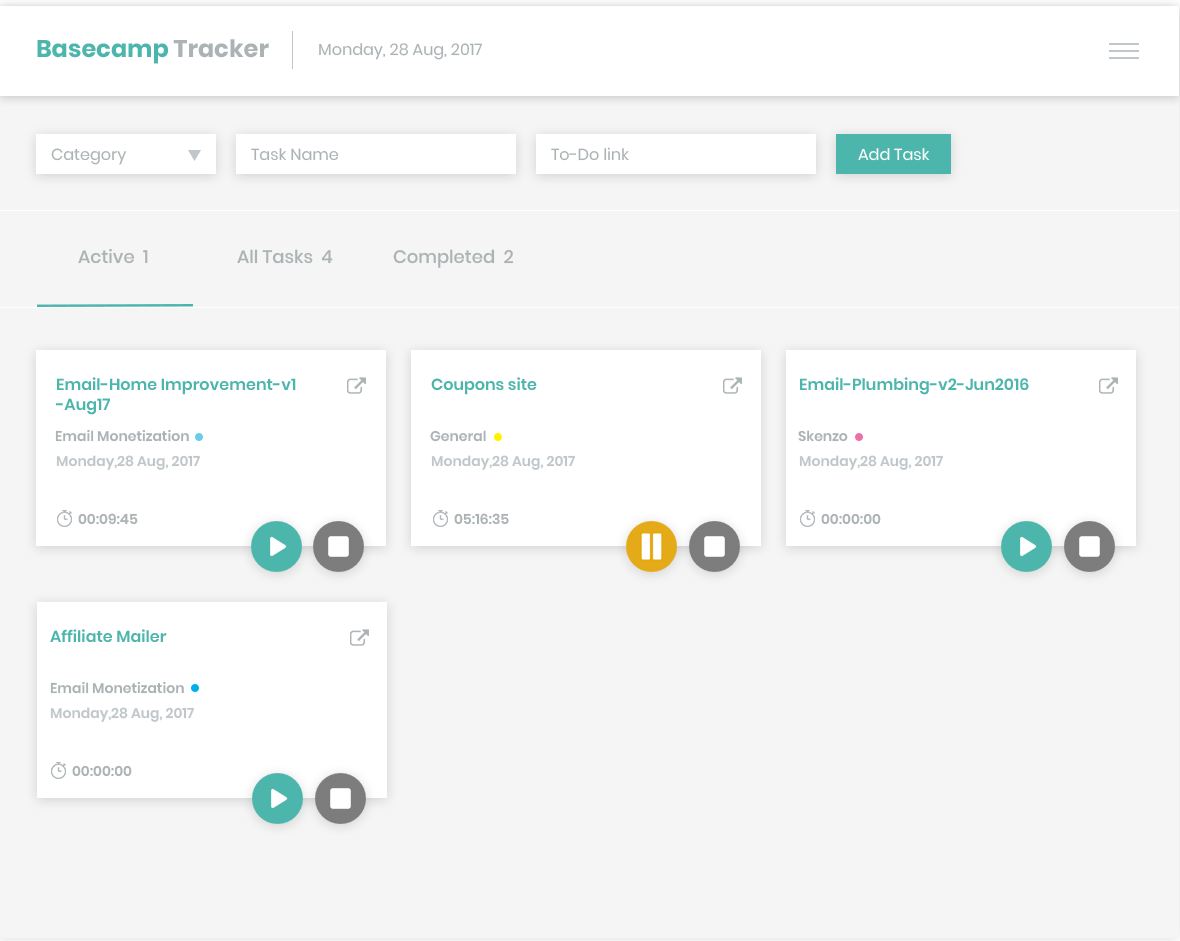 Basecamp Tracker
Monday, 28 Aug, 2017
Category
Task Name
To-Do link
Add Task
Active 1
All Tasks 4
Completed 2
Email-Home Improvement-v1
-Aug17
Email Monetization
Monday,28 Aug, 2017
00:09:45
Coupons site
General
Monday,28 Aug, 2017
05:16:35
Email-Plumbing-v2-Jun2016
Skenzo
Monday,28 Aug, 2017
00:00:00
Affiliate Mailer
Email Monetization
Monday,28 Aug, 2017
00:00:00